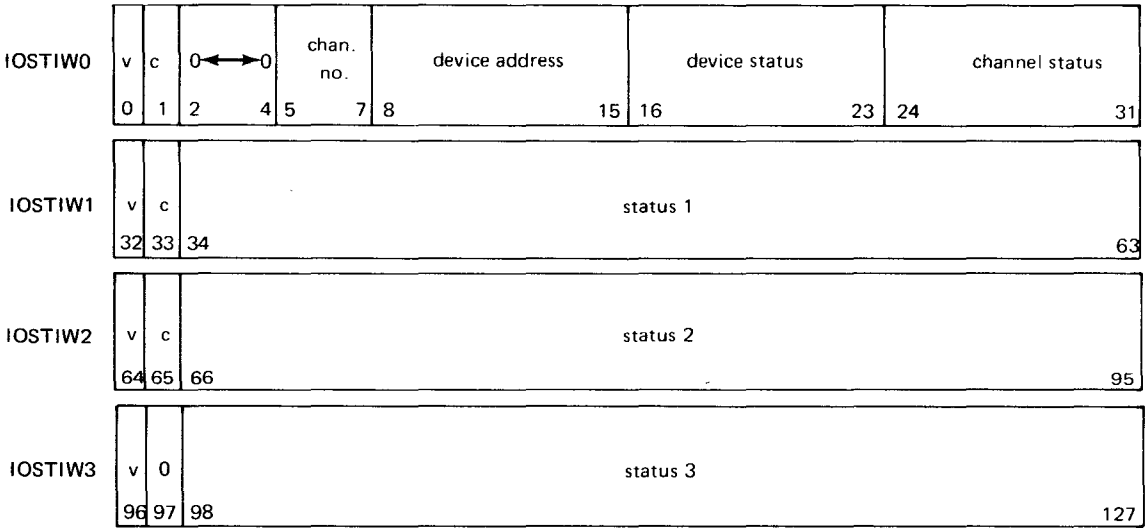 IOSTIW0 v c 0 0 chan. no. device address device status channel status
0 1 2 4 5 7 8 15 16 23 24 31
IOSTIW1 v c status 1
32 33 34 63
IOSTIW2 v c status 2
64 65 66 95
IOSTIW3 v 0 status 3
96 97 98 127